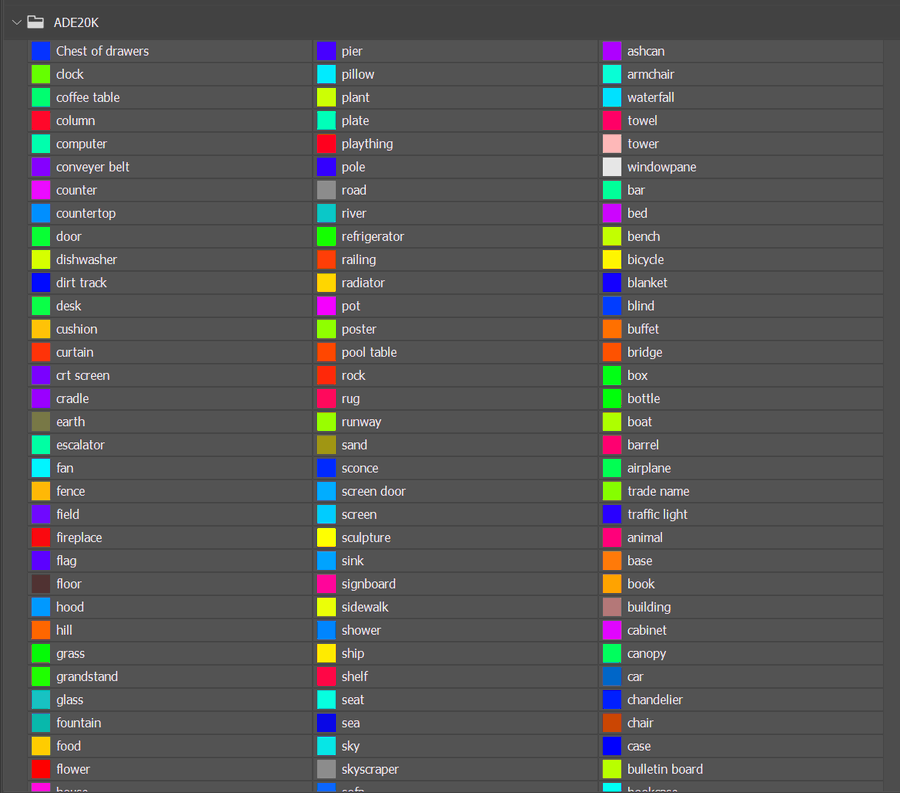 ADE20K
Chest of drawers
clock
coffee table
column
computer
conveyer belt
counter
countertop
door
dishwasher
dirt track
desk
cushion
curtain
crt screen
cradle
earth
escalator
fan
fence
field
fireplace
flag
floor
hood
hill
grass
grandstand
glass
fountain
food
flower
house
pier
pillow
plant
plate
plaything
pole
road
river
refrigerator
railing
radiator
pot
poster
pool table
rock
rug
runway
sand
sconce
screen door
screen
sculpture
sink
signboard
sidewalk
shower
ship
shelf
seat
sea
sky
skyscraper
sofa
ashcan
armchair
waterfall
towel
tower
windowpane
bar
bed
bench
bicycle
blanket
blind
buffet
bridge
box
bottle
boat
barrel
airplane
trade name
traffic light
animal
base
book
building
cabinet
canopy
car
chandelier
chair
case
bulletin board
bookcase